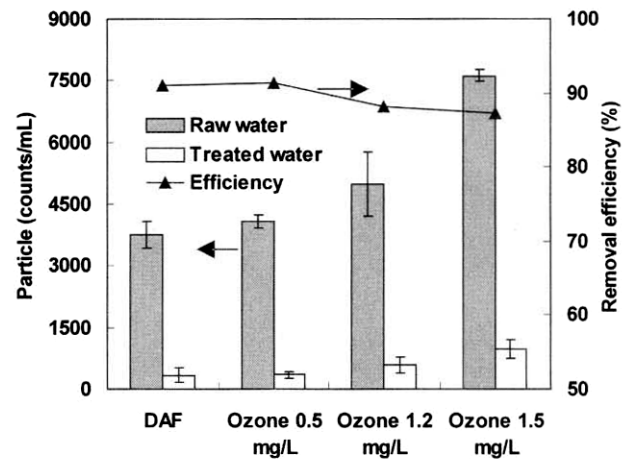 9000
7500
6000
4500
3000
1500
0
Particle (counts/mL)
Raw water
Treated water
Efficiency
100
90
80
70
60
50
Removal efficiency (%)
DAF
Ozone 0.5
mg/L
Ozone 1.2
mg/L
Ozone 1.5
mg/L